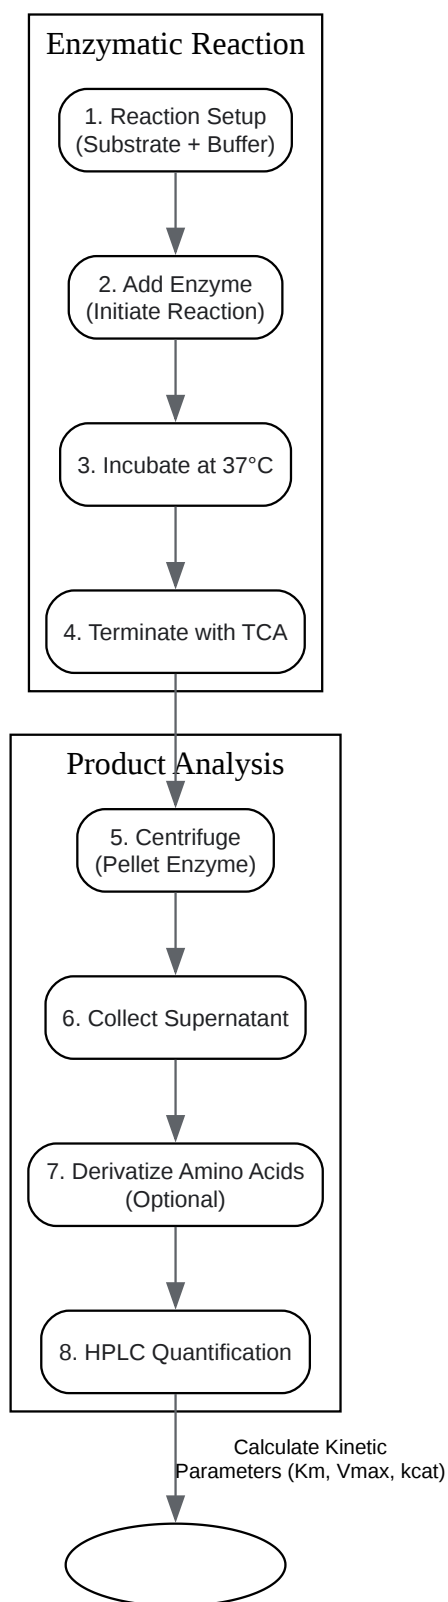 Enzymatic Reaction
1. Reaction Setup
(Substrate + Buffer)
2. Add Enzyme
(Initiate Reaction)
3. Incubate at 37°C
4. Terminate with TCA
Product Analysis
5. Centrifuge
(Pellet Enzyme)
6. Collect Supernatant
7. Derivatize Amino Acids
(Optional)
8. HPLC Quantification
Calculate Kinetic
Parameters (Km, Vmax, kcat)